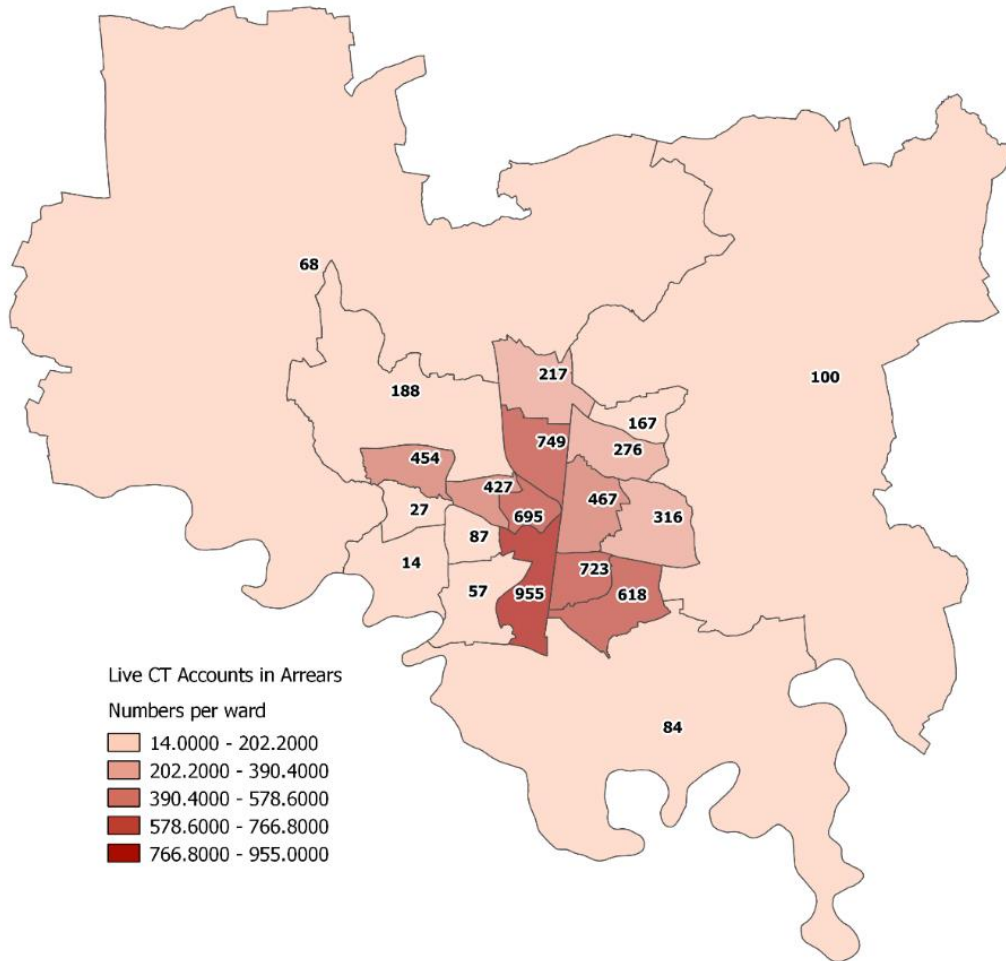 68
100
217
188
167
749
276
454
427
467
27
695
316
87
14
723
57
955
618
Live CT Accounts in Arrears
Numbers per ward
84
14.0000 - 202.2000
202.2000 - 390.4000
390.4000 - 578.6000
578.6000 - 766.8000
766.8000 - 955.0000